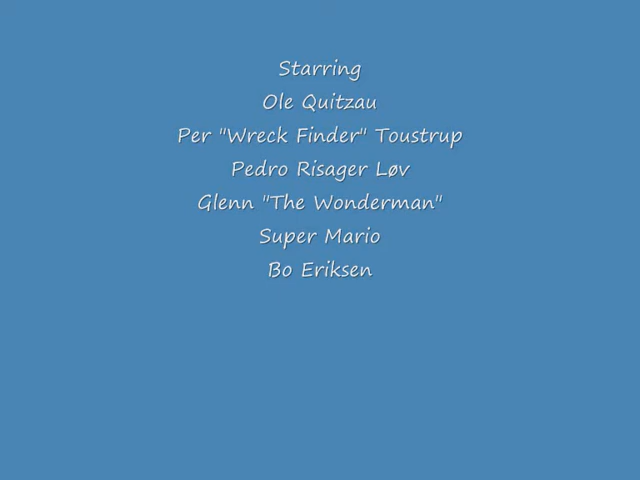 Starring
Ole Quitzau
Per "Wreck Finder" Toustrup
Pedro Risager Løv
Glenn "The Wonderman"
Super Mario
Bo Eriksen